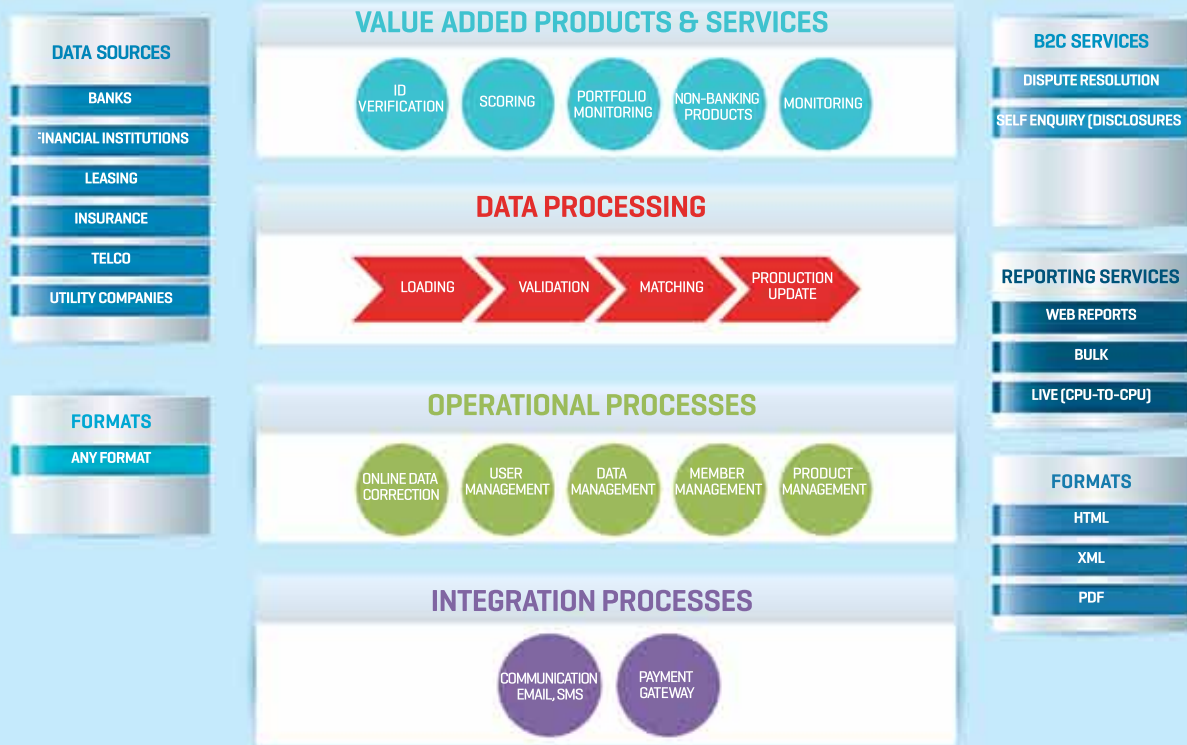 DATA SOURCES
BANKS
FINANCIAL INSTITUTIONS
LEASING
INSURANCE
TELCO
UTILITY COMPANIES
FORMATS
ANY FORMAT
VALUE ADDED PRODUCTS & SERVICES
ID
VERIFICATION
SCORING
PORTFOLIO
MONITORING
NON-BANKING
PRODUCTS
MONITORING
DATA PROCESSING
LOADING
VALIDATION
MATCHING
PRODUCTION
UPDATE
OPERATIONAL PROCESSES
ONLINE DATA
CORRECTION
USER
MANAGEMENT
DATA
MANAGEMENT
MEMBER
MANAGEMENT
PRODUCT
MANAGEMENT
INTEGRATION PROCESSES
COMMUNICATION
EMAIL, SMS
PAYMENT
GATEWAY
B2C SERVICES
DISPUTE RESOLUTION
SELF ENQUIRY (DISCLOSURES
REPORTING SERVICES
WEB REPORTS
BULK
LIVE (CPU-TO-CPU)
FORMATS
HTML
XML
PDF